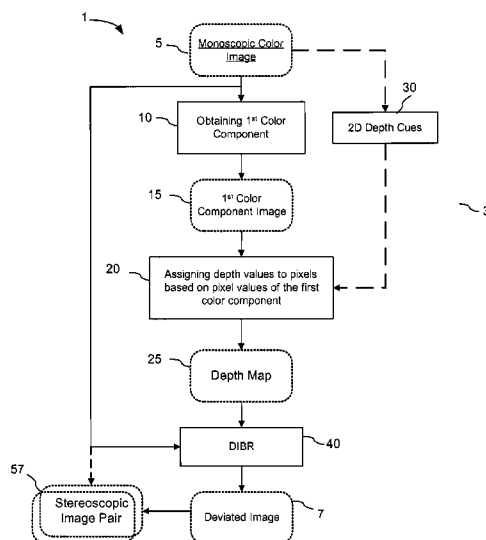 1
5
Monoscopic Color
Image
30
10
Obtaining 1st Color
Component
2D Depth Cues
15
1st Color
Component Image
3
20
Assigning depth values to pixels
based on pixel values of the first
color component
25
Depth Map
DIBR
40
57
Stereoscopic
Image Pair
Deviated Image
7